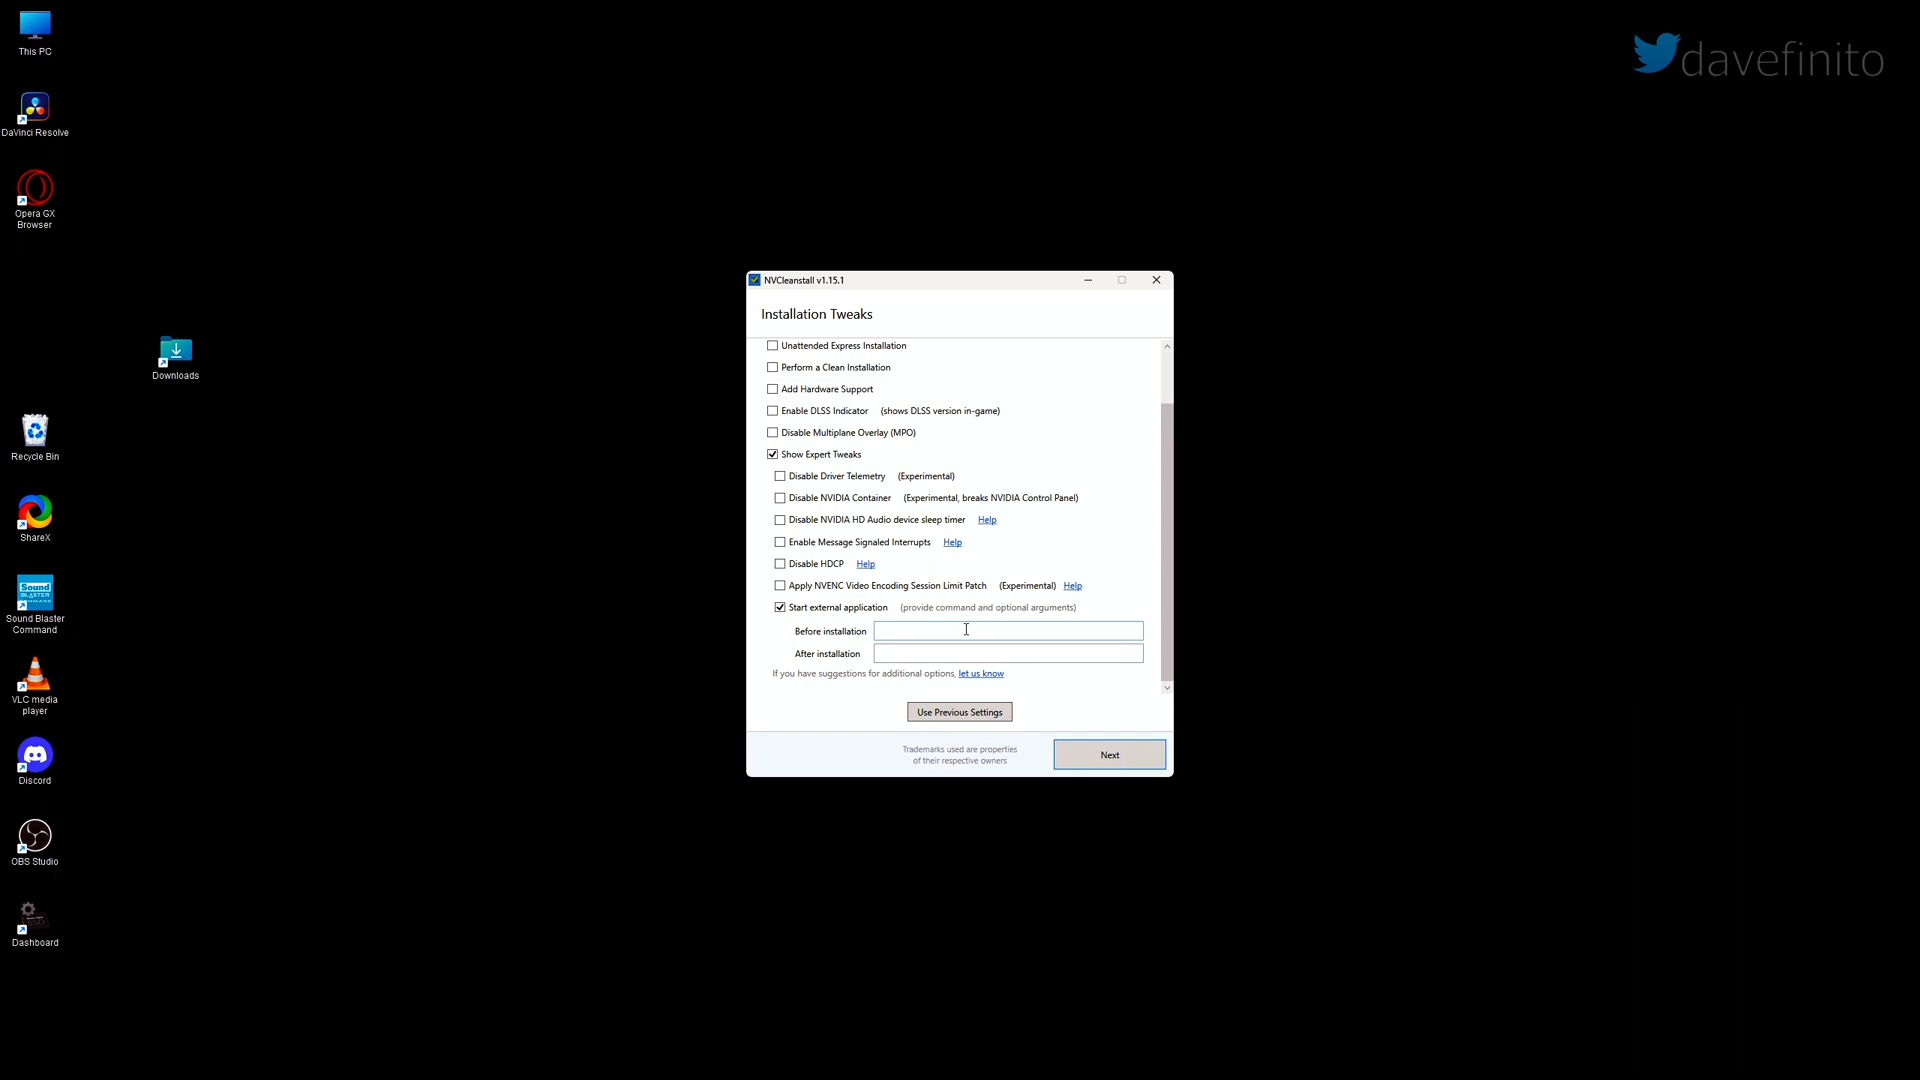 This PC
DaVinci Resolve
Opera GX
Browser
Downloads
Recycle Bin
ShareX
Sound
BLASTER
COMMAND
Sound Blaster
Command
VLC media
player
Discord
OBS Studio
SSD
Dashboard
davefinito
NVCleanstall v1.15.1
Installation Tweaks
Unattended Express Installation
Perform a Clean Installation
Add Hardware Support
Enable DLSS Indicator (shows DLSS version in-game)
Disable Multiplane Overlay (MPO)
Show Expert Tweaks
Disable Driver Telemetry (Experimental)
Disable NVIDIA Container (Experimental, breaks NVIDIA Control Panel)
Disable NVIDIA HD Audio device sleep timer Help
Enable Message Signaled Interrupts Help
Disable HDCP Help
Apply NVENC Video Encoding Session Limit Patch (Experimental) Help
Start external application (provide command and optional arguments)
Before installation
After installation
If you have suggestions for additional options, let us know
Use Previous Settings
Trademarks used are properties
of their respective owners
Next